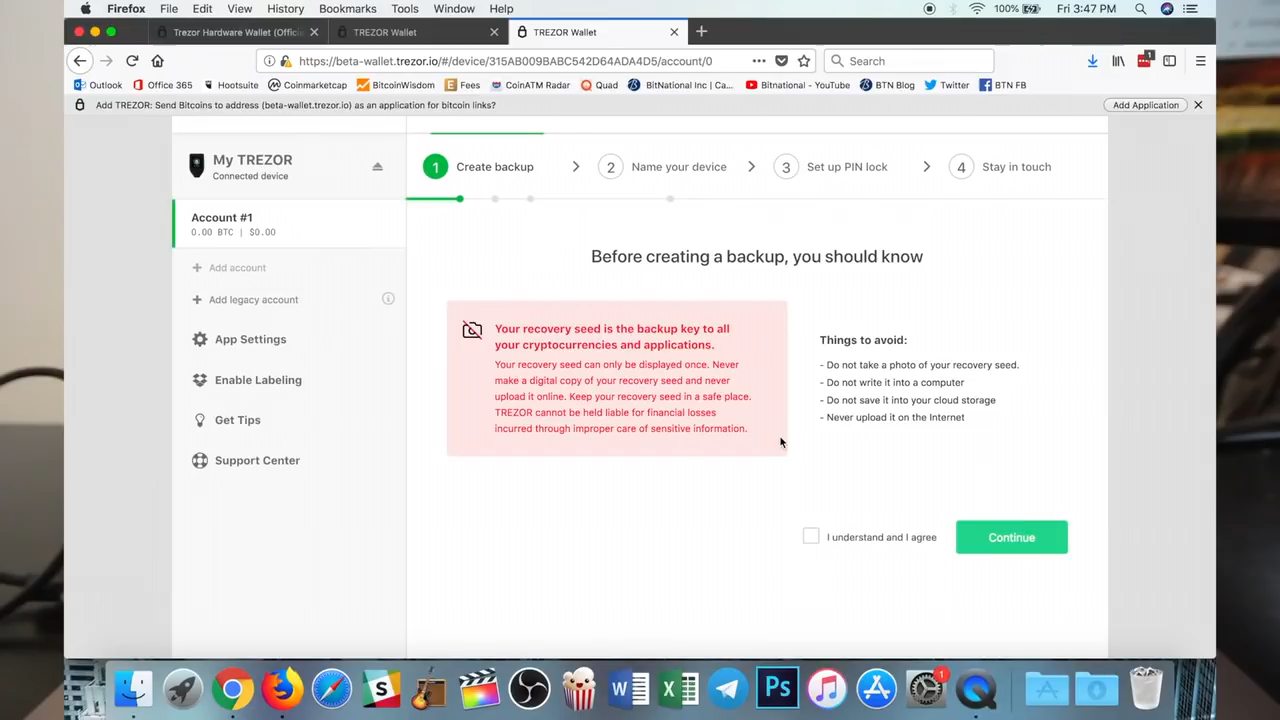 Firefox File Edit View History Bookmarks Tools Window Help 100% Fri 3:47 PM
Trezor Hardware Wallet (Offici TREZOR Wallet TREZOR Wallet
https://beta-wallet.trezor.io/#/device/315AB009BABC542D64ADA4D5/account/0 Search
Outlook Office 365 Hootsuite Coinmarketcap BitcoinWisdom Fees CoinATM Radar Quad BitNational Inc | Ca... Bitnational - YouTube BTN Blog Twitter BTN FB
Add TREZOR: Send Bitcoins to address (beta-wallet.trezor.io) as an application for bitcoin links? Add Application
My TREZOR
Connected device
1 Create backup 2 Name your device 3 Set up PIN lock 4 Stay in touch
Account #1
0.00 BTC | $0.00
Add account
Add legacy account
App Settings
Enable Labeling
Get Tips
Support Center
Before creating a backup, you should know
Your recovery seed is the backup key to all
your cryptocurrencies and applications.
Your recovery seed can only be displayed once. Never
make a digital copy of your recovery seed and never
upload it online. Keep your recovery seed in a safe place.
TREZOR cannot be held liable for financial losses
incurred through improper care of sensitive information.
Things to avoid:
- Do not take a photo of your recovery seed.
- Do not write it into a computer
- Do not save it into your cloud storage
- Never upload it on the Internet
I understand and I agree Continue